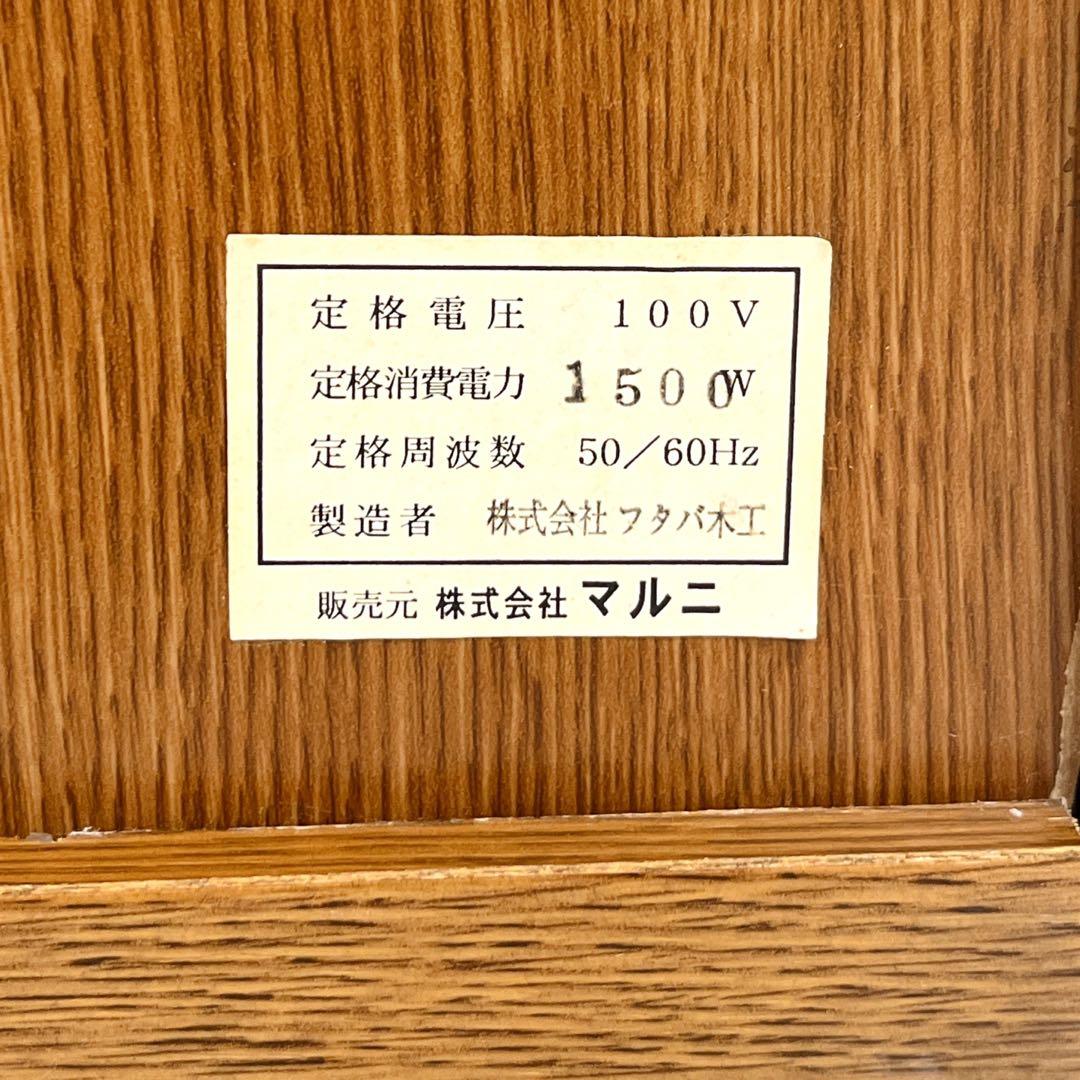 定格電圧 100V
定格消費電力 1500W
定格周波数 50/60Hz
製造者 株式会社フタバ木工
販売元 株式会社マルニ